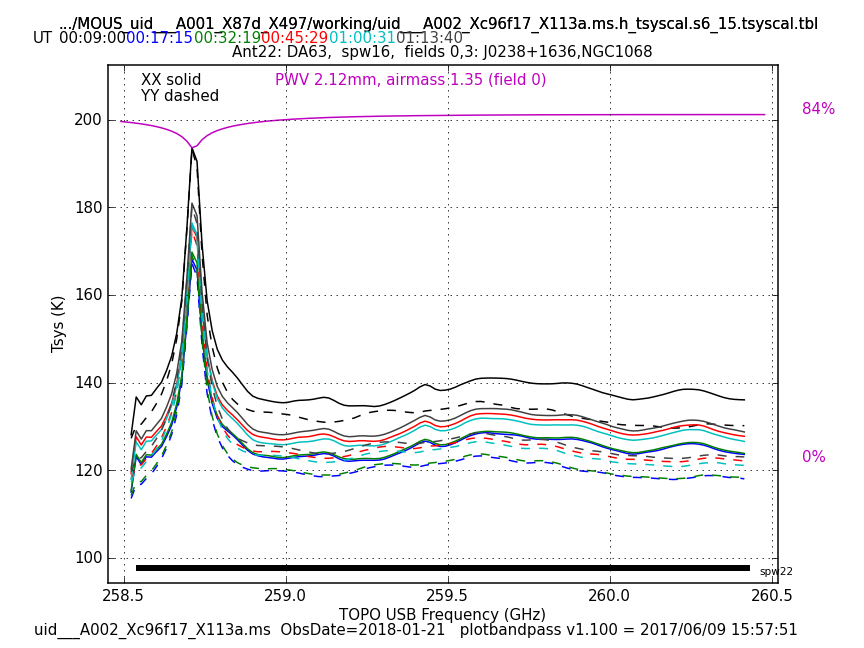 .../MOUS_uid___A001_X87d_X497/working/uid___A002_Xc96f17_X113a.ms.h_tsyscal.s6_15.tsyscal.tbl
UT 00:09:00 00:17:15 00:32:19 00:45:29 01:00:31 01:13:40
Ant22: DA63, spw16, fields 0,3: J0238+1636,NGC1068
XX solid
PWV 2.12mm, airmass 1.35 (field 0)
YY dashed
84%
200
180
160
140
120
100
0%
Tsys (K)
spw22
258.5 259.0 259.5 260.0 260.5
TOPO USB Frequency (GHz)
uid___A002_Xc96f17_X113a.ms ObsDate=2018-01-21 plotbandpass v1.100 = 2017/06/09 15:57:51